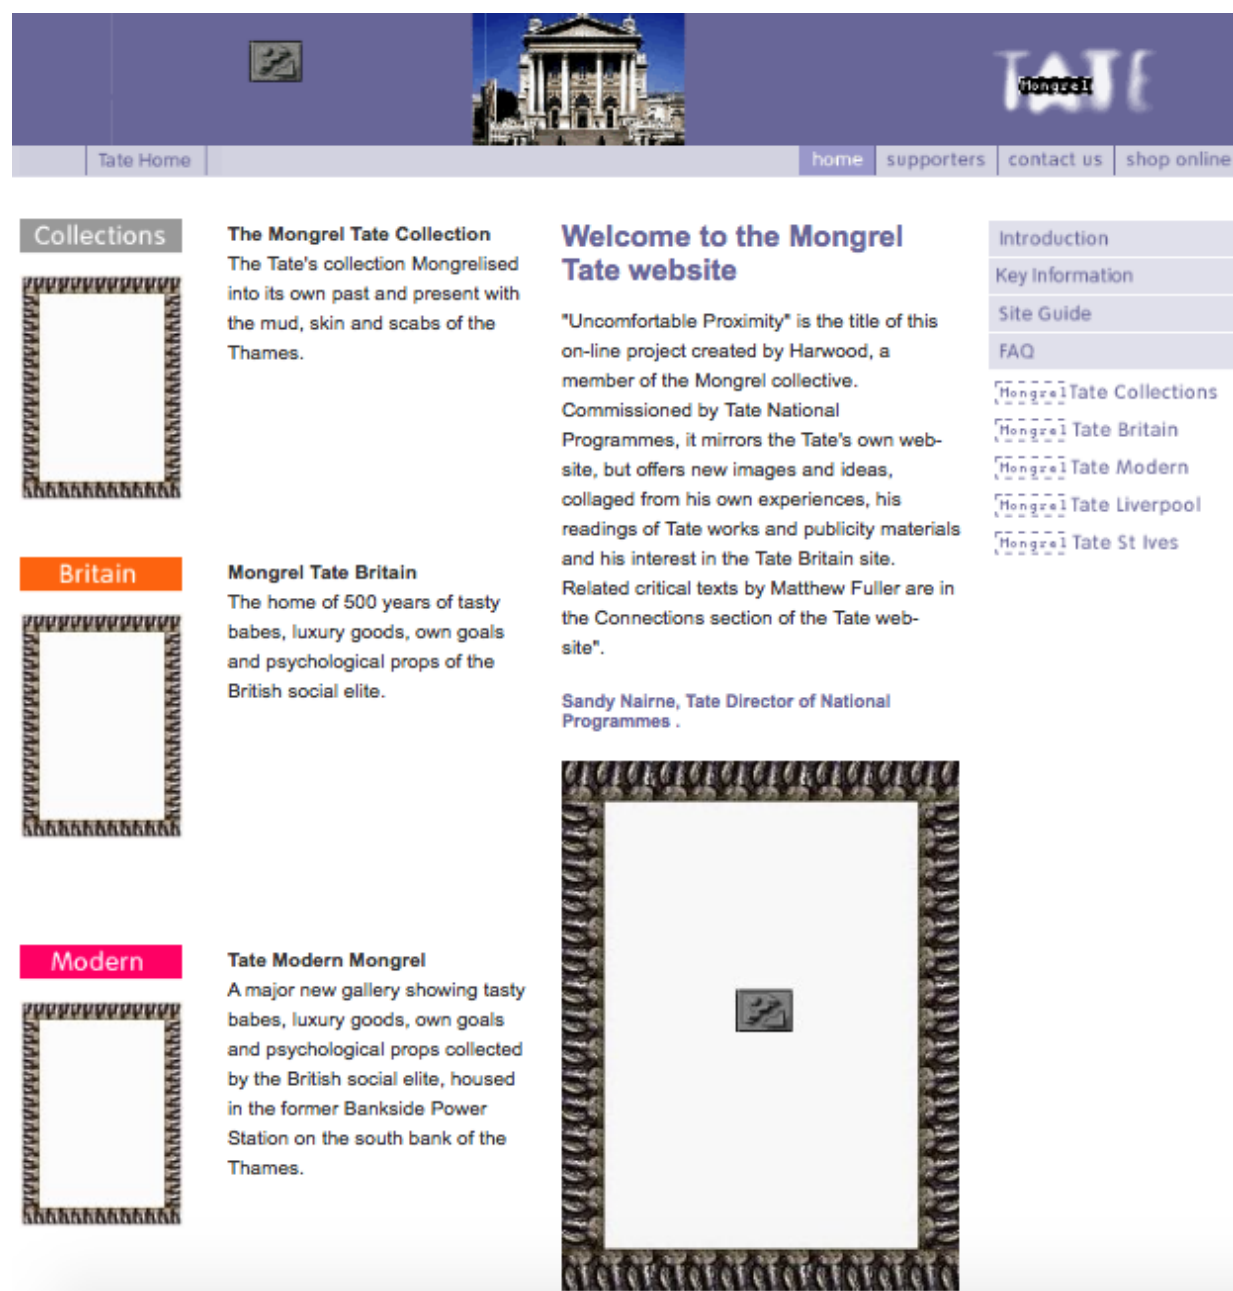 TATE
Mongrel
Tate Home
home
supporters
contact us
shop online
Collections
The Mongrel Tate Collection
The Tate's collection Mongrelised
into its own past and present with
the mud, skin and scabs of the
Thames.
Britain
Mongrel Tate Britain
The home of 500 years of tasty
babes, luxury goods, own goals
and psychological props of the
British social elite.
Modern
Tate Modern Mongrel
A major new gallery showing tasty
babes, luxury goods, own goals
and psychological props collected
by the British social elite, housed
in the former Bankside Power
Station on the south bank of the
Thames.
Welcome to the Mongrel
Tate website
"Uncomfortable Proximity" is the title of this
on-line project created by Harwood, a
member of the Mongrel collective.
Commissioned by Tate National
Programmes, it mirrors the Tate's own web-
site, but offers new images and ideas,
collaged from his own experiences, his
readings of Tate works and publicity materials
and his interest in the Tate Britain site.
Related critical texts by Matthew Fuller are in
the Connections section of the Tate web-
site".
Sandy Nairne, Tate Director of National
Programmes .
Introduction
Key Information
Site Guide
FAQ
Mongrel Tate Collections
Mongrel Tate Britain
Mongrel Tate Modern
Mongrel Tate Liverpool
Mongrel Tate St Ives